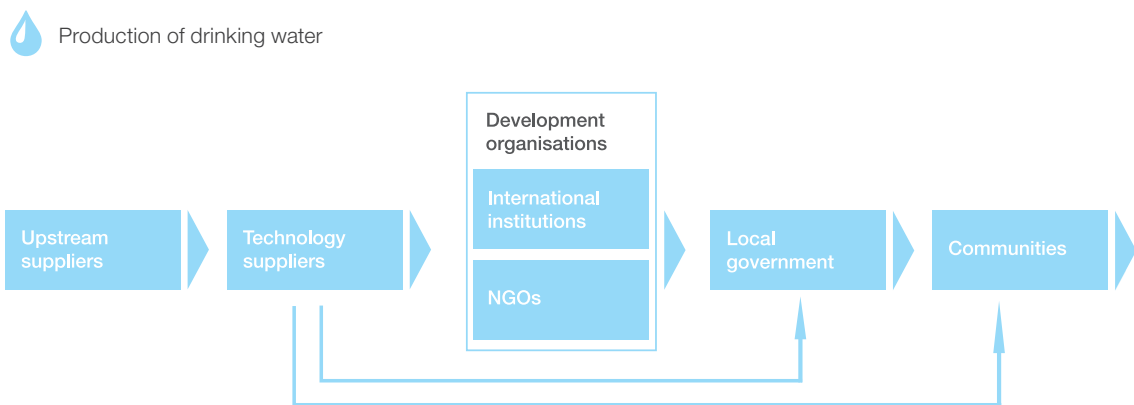 Production of drinking water
Development
organisations
International
institutions
NGOs
Upstream
suppliers
Technology
suppliers
Local
government
Communities